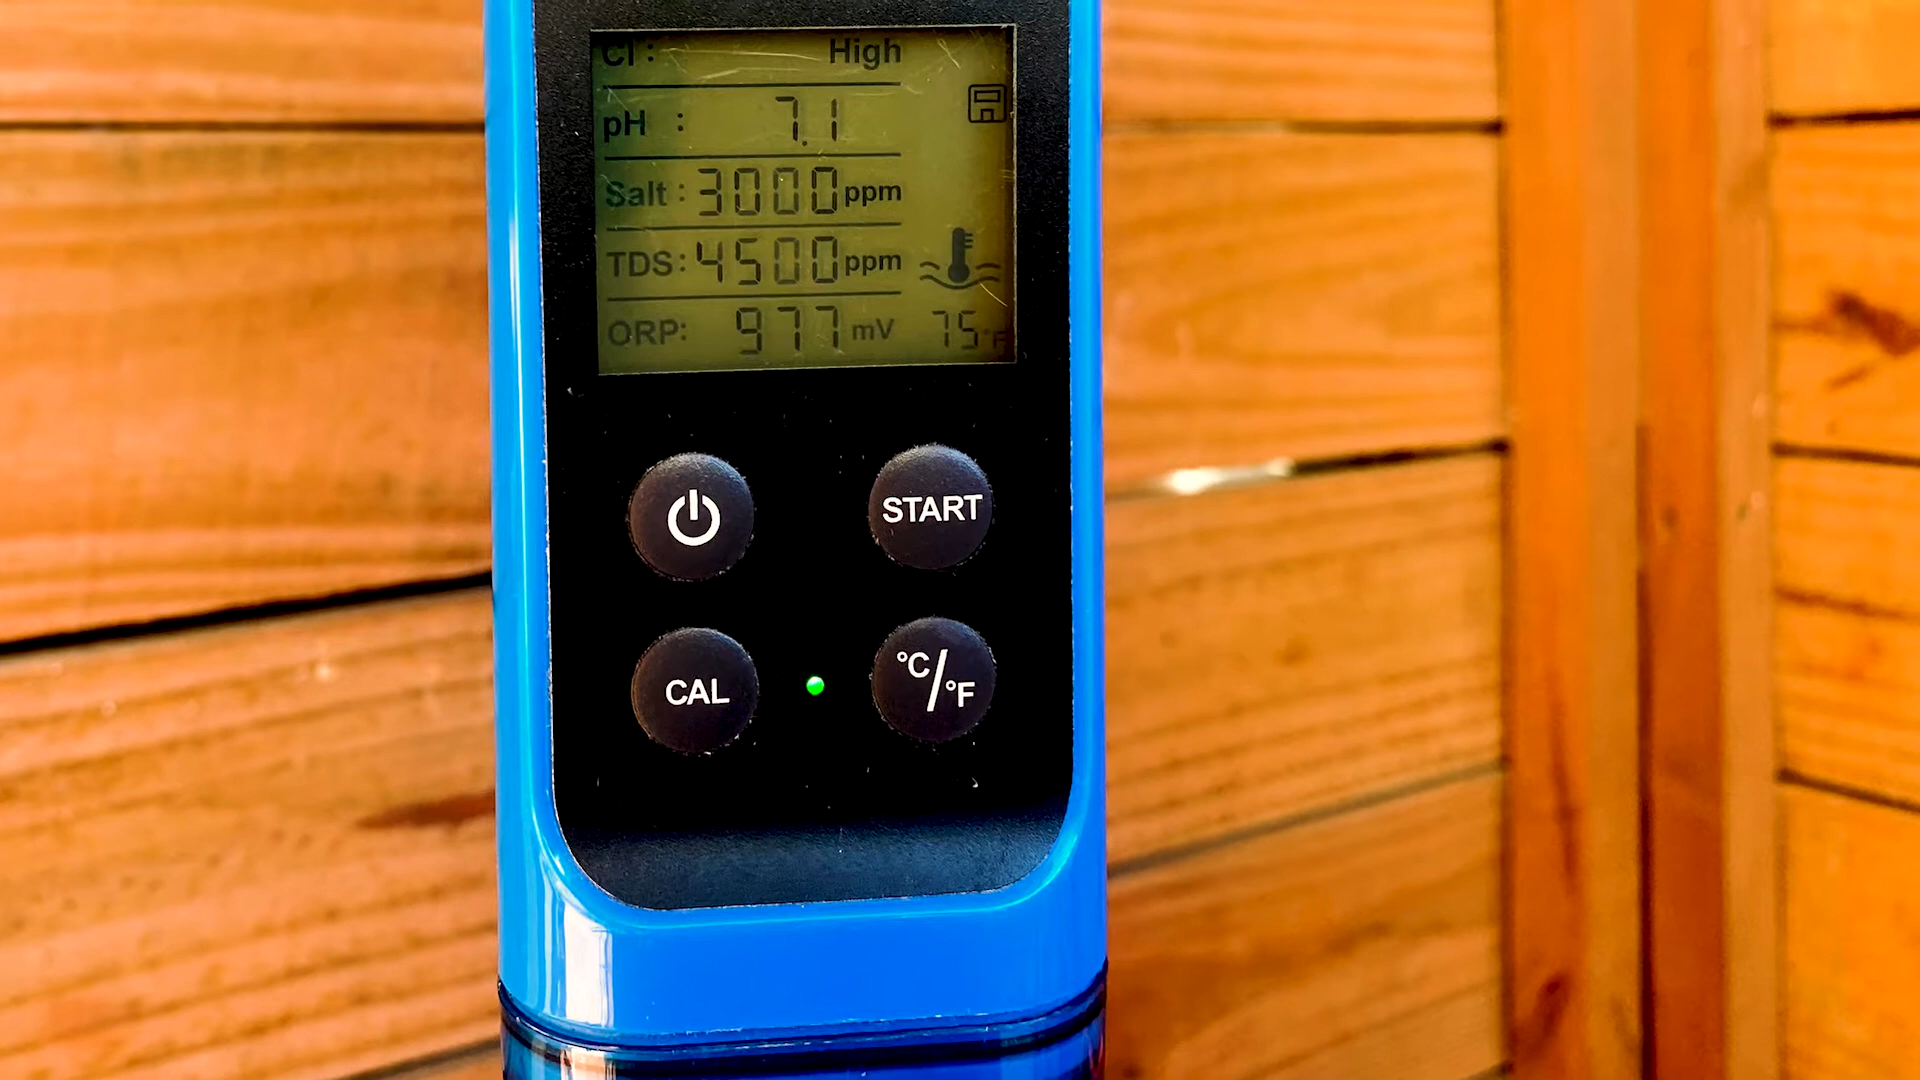 Cl : High
pH : 7.1
Salt : 3000 ppm
TDS: 4500 ppm
ORP: 977 mV 75°F
START
CAL
°C/°F